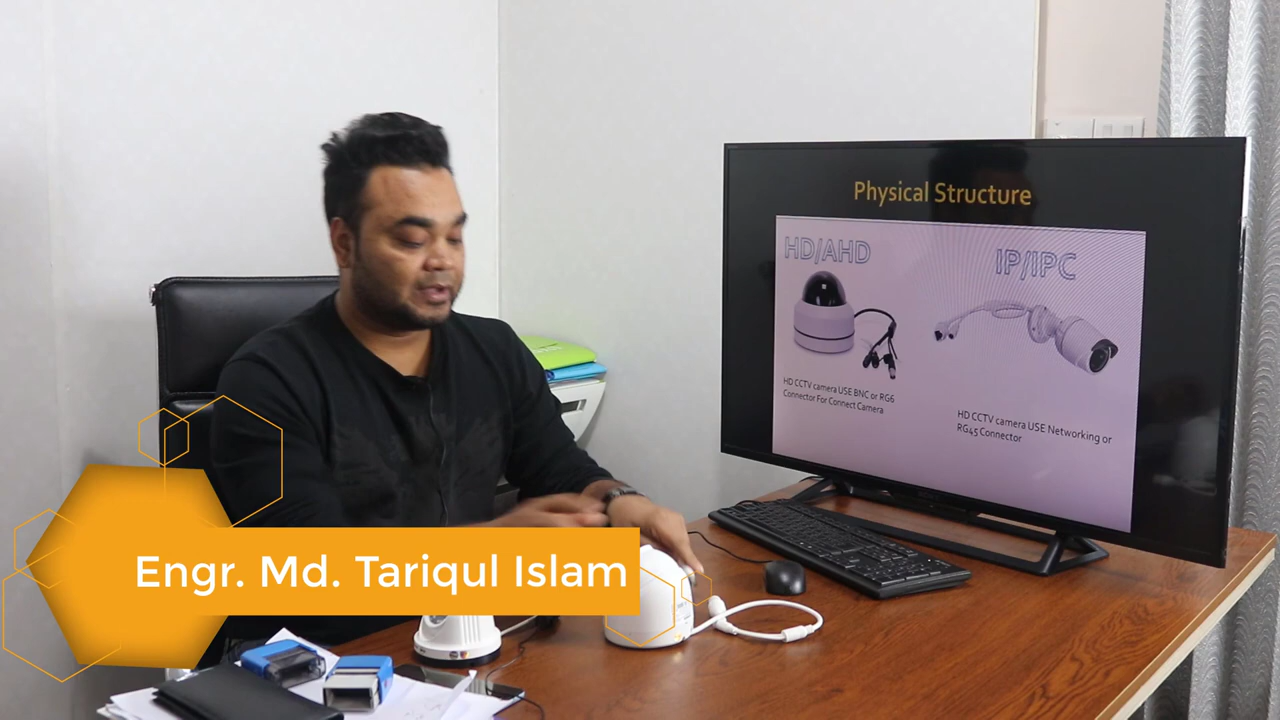 Physical Structure
HD/AHD
IP/IPC
HD CCTV camera USE BNC or RG6
Connector For Connect Camera
HD CCTV camera USE Networking or
RG45 Connector
Engr. Md. Tariqul Islam